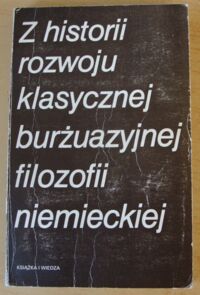 Z historii
rozwoju
klasycznej
burżuazyjnej
filozofii
niemieckiej
KSIĄŻKA I WIEDZA